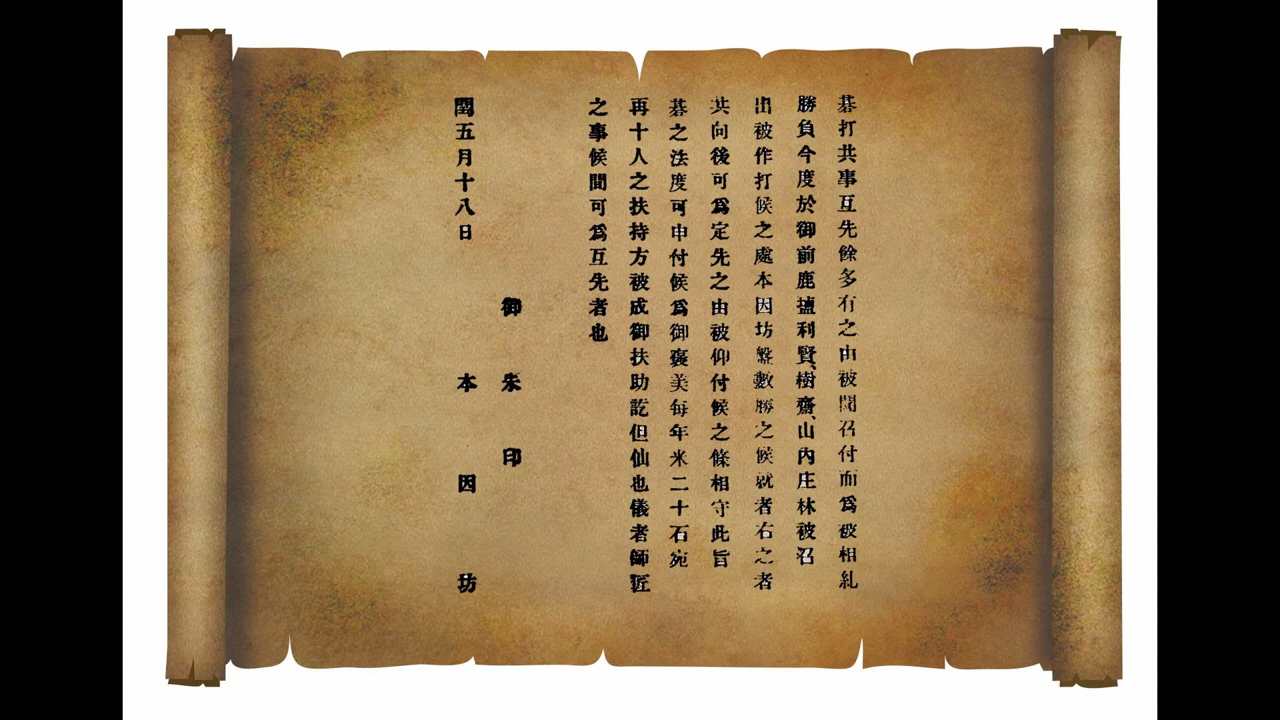 碁打共事互先餘多有之由被聞召付而爲被相糺
勝負今度於御前鹿塩利賢、樹齋、山内庄林被召
出被作打候之處本因坊盤數勝之候就者右之者
共向後可爲定先之由被仰付候之條相守此旨
碁之法度可申付候爲御褒美每年米二十石宛
再十人之扶持方被成御扶助訖但仙也儀者師匠
之事候間可爲互先者也
御朱印
閏五月十八日
本因坊